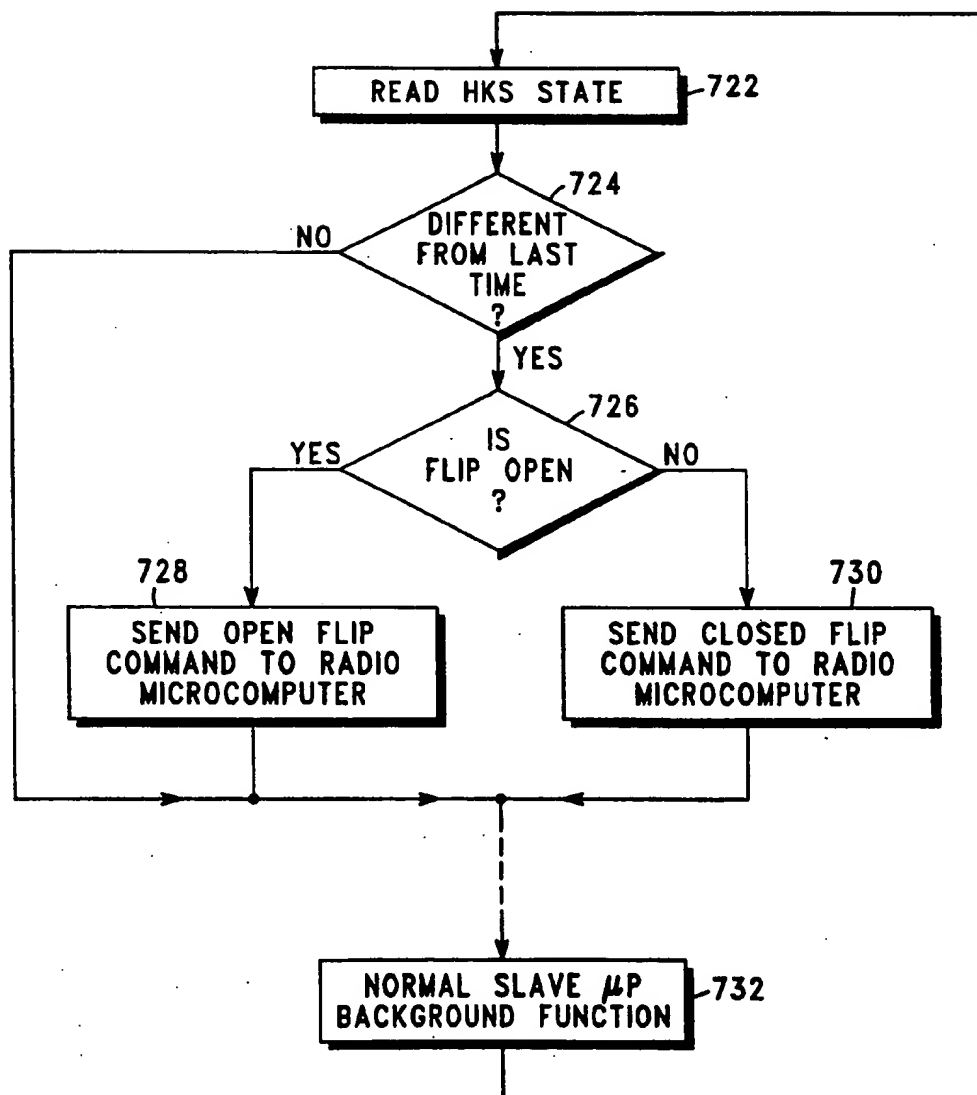 READ HKS STATE
722
724
DIFFERENT
FROM LAST
TIME
?
NO
YES
726
IS
FLIP OPEN
?
YES
NO
728
SEND OPEN FLIP
COMMAND TO RADIO
MICROCOMPUTER
730
SEND CLOSED FLIP
COMMAND TO RADIO
MICROCOMPUTER
NORMAL SLAVE μP
BACKGROUND FUNCTION
732